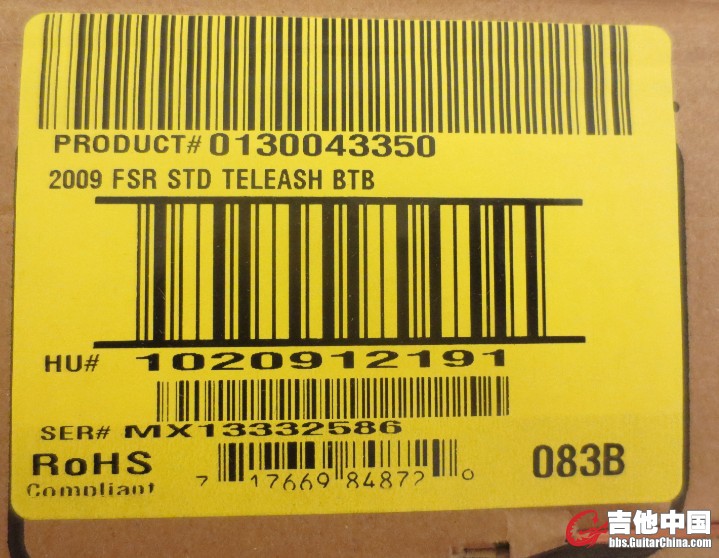 PRODUCT# 0130043350
2009 FSR STD TELEASH BTB
HU# 1020912191
SER# MX13332586
RoHS
Compliant
7 17669 84872 0
083B
吉他中国
bbs.GuitarChina.com